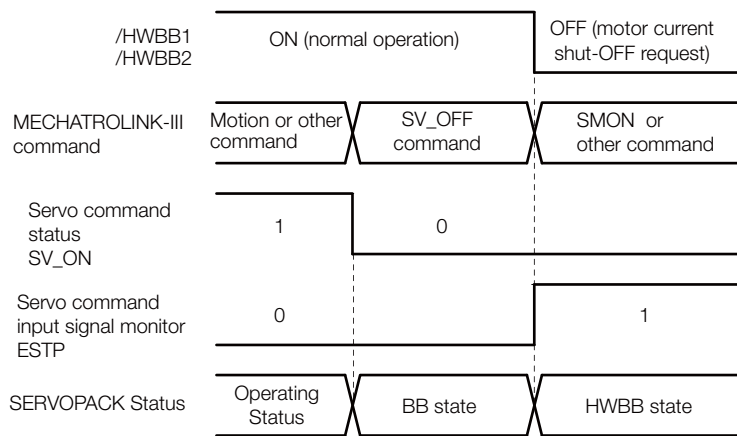 /HWBB1
/HWBB2
ON (normal operation)
OFF (motor current
shut-OFF request)
MECHATROLINK-III
command
Motion or other
command
SV_OFF
command
SMON or
other command
Servo command
status
SV_ON
1
0
Servo command
input signal monitor
ESTP
0
1
SERVOPACK Status
Operating
Status
BB state
HWBB state